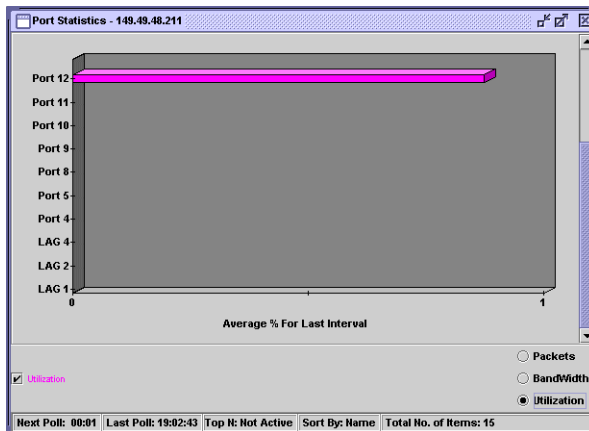 Port Statistics - 149.49.48.211
Port 12
Port 11
Port 10
Port 9
Port 8
Port 5
Port 4
LAG 4
LAG 2
LAG 1
0 1
Average % For Last Interval
Packets
BandWidth
Utilization
Utilization
Next Poll: 00:01 Last Poll: 19:02:43 Top N: Not Active Sort By: Name Total No. of Items: 15